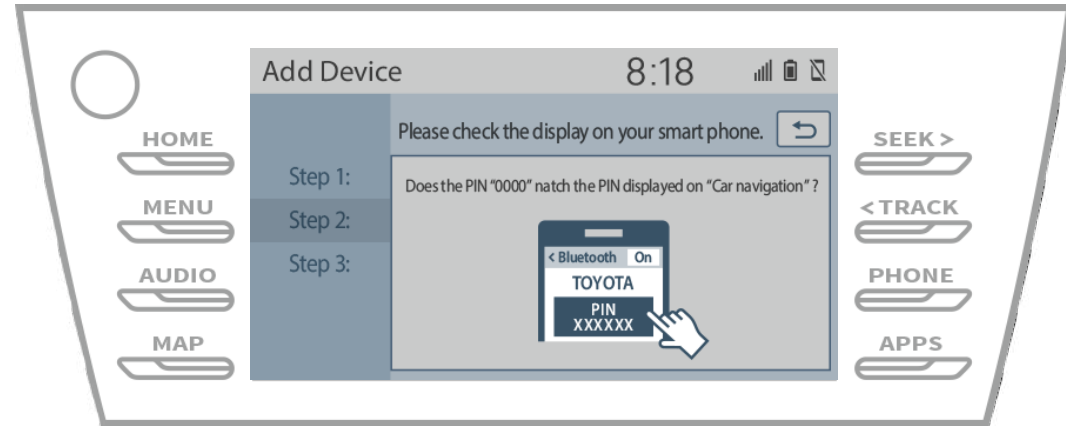 Add Device
8:18
HOME
MENU
AUDIO
MAP
Step 1:
Step 2:
Step 3:
Please check the display on your smart phone.
Does the PIN “0000” natch the PIN displayed on “Car navigation” ?
< Bluetooth On
TOYOTA
PIN
XXXXXX
SEEK >
< TRACK
PHONE
APPS